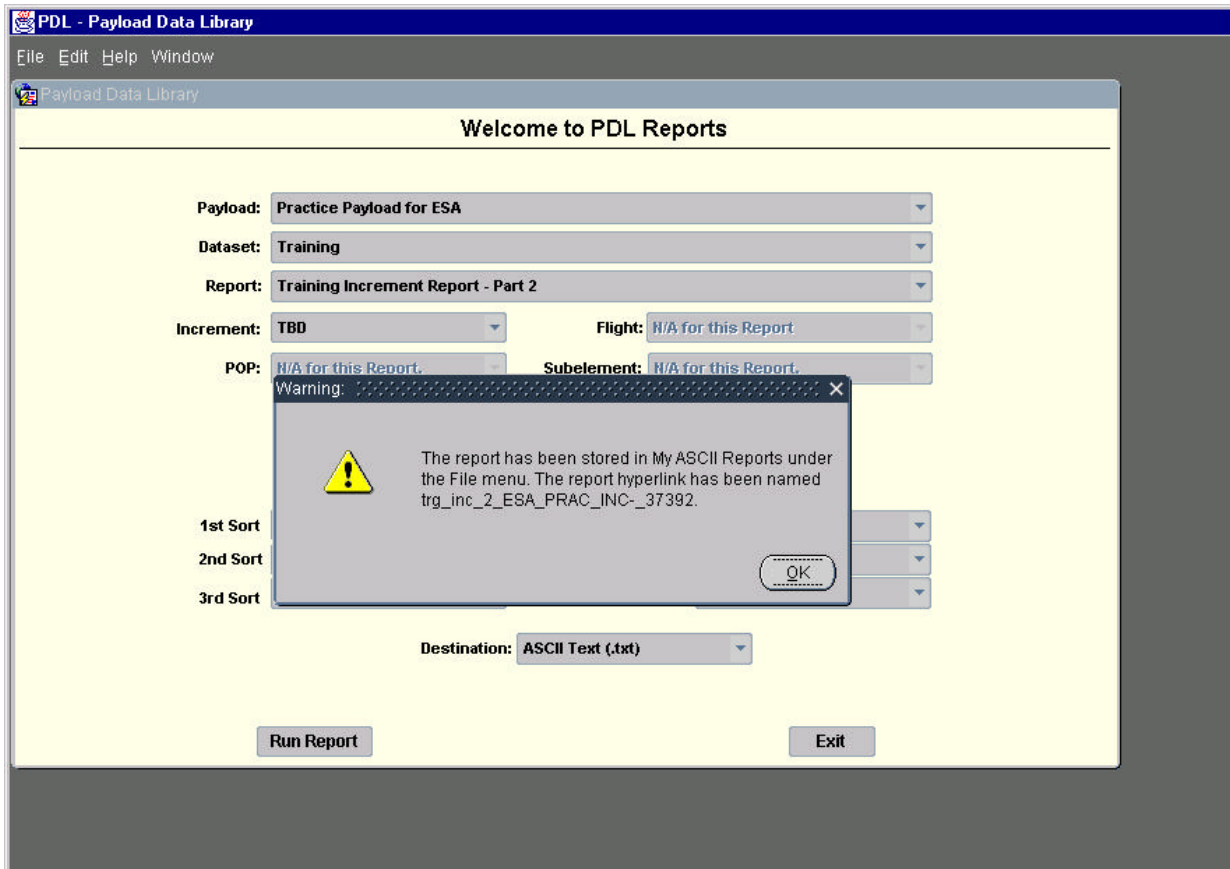 PDL - Payload Data Library
File Edit Help Window
Payload Data Library
Welcome to PDL Reports
Payload: Practice Payload for ESA
Dataset: Training
Report: Training Increment Report - Part 2
Increment: TBD Flight: N/A for this Report
POP: N/A for this Report. Subelement: N/A for this Report.
Warning:
The report has been stored in My ASCII Reports under
the File menu. The report hyperlink has been named
trg_inc_2_ESA_PRAC_INC-_37392.
OK
1st Sort
2nd Sort
3rd Sort
Destination: ASCII Text (.txt)
Run Report Exit